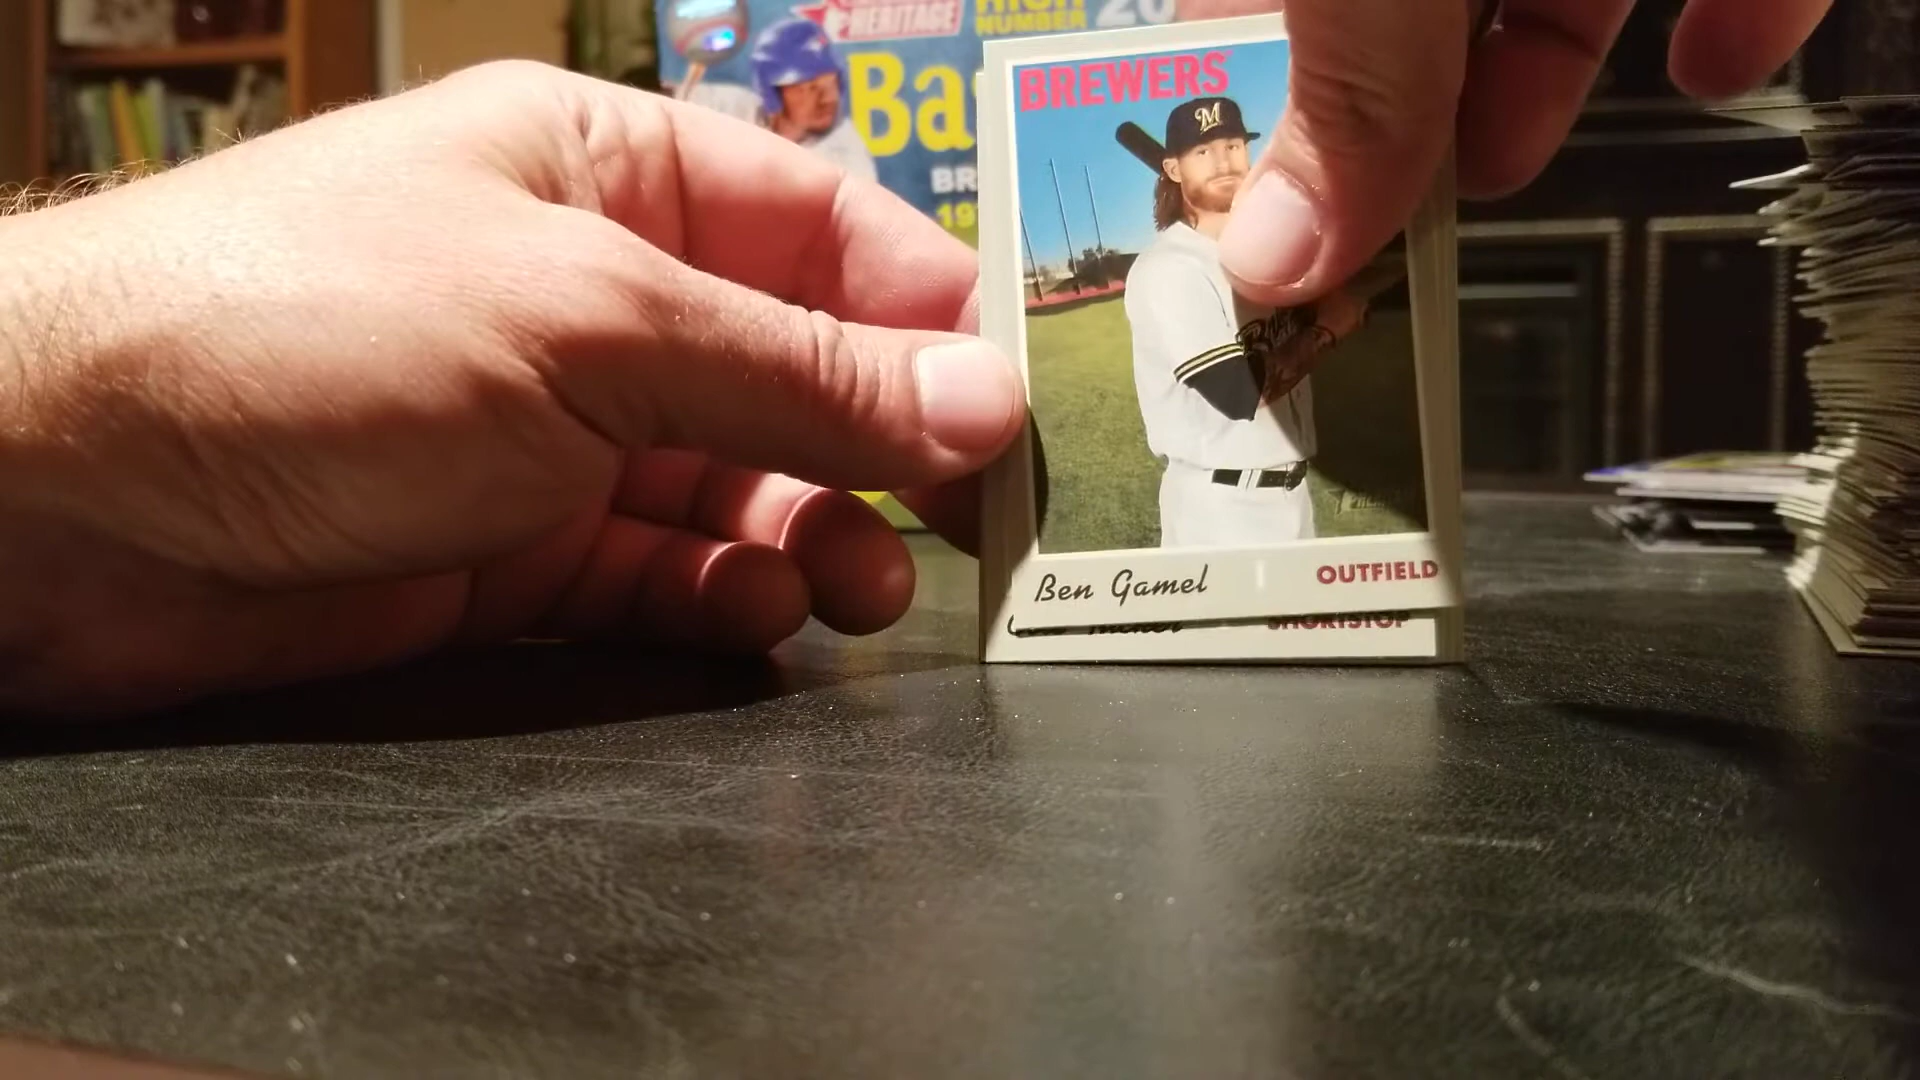 HERITAGE
HIGH
NUMBER 20
Ba
BR
19
BREWERS
M
Ben Gamel
OUTFIELD
SHORTSTOP